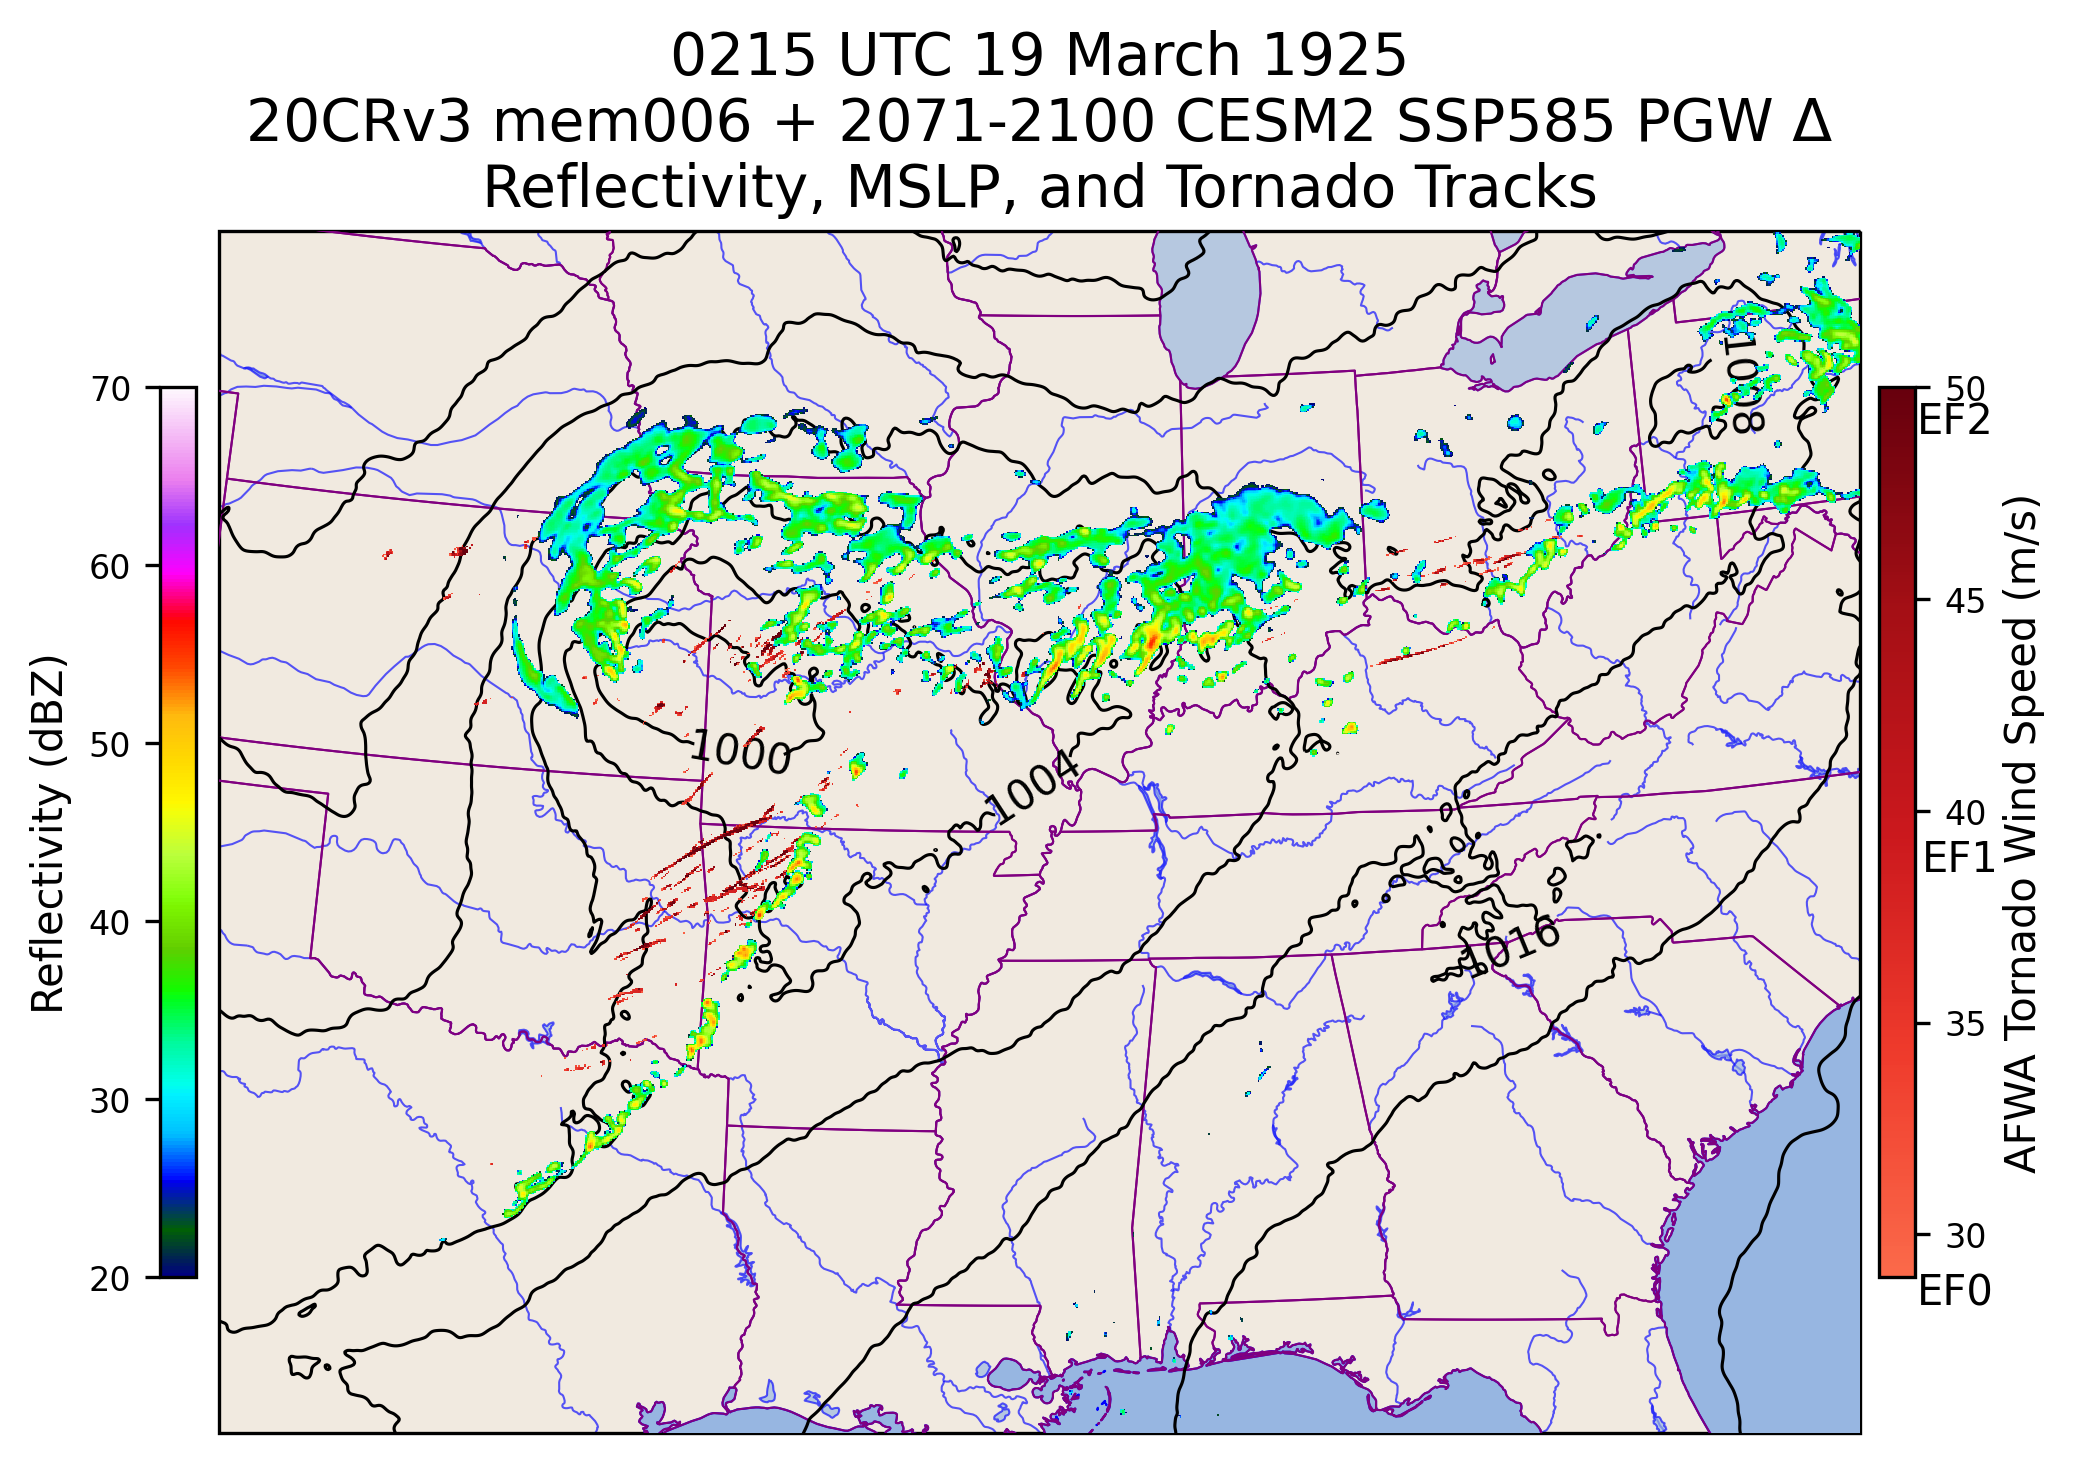 0215 UTC 19 March 1925
20CRv3 mem006 + 2071-2100 CESM2 SSP585 PGW Δ
Reflectivity, MSLP, and Tornado Tracks
70
60
50
40
30
20
Reflectivity (dBZ)
1008
1000
1004
1016
50
EF2
45
40
EF1
35
30
EF0
AFWA Tornado Wind Speed (m/s)